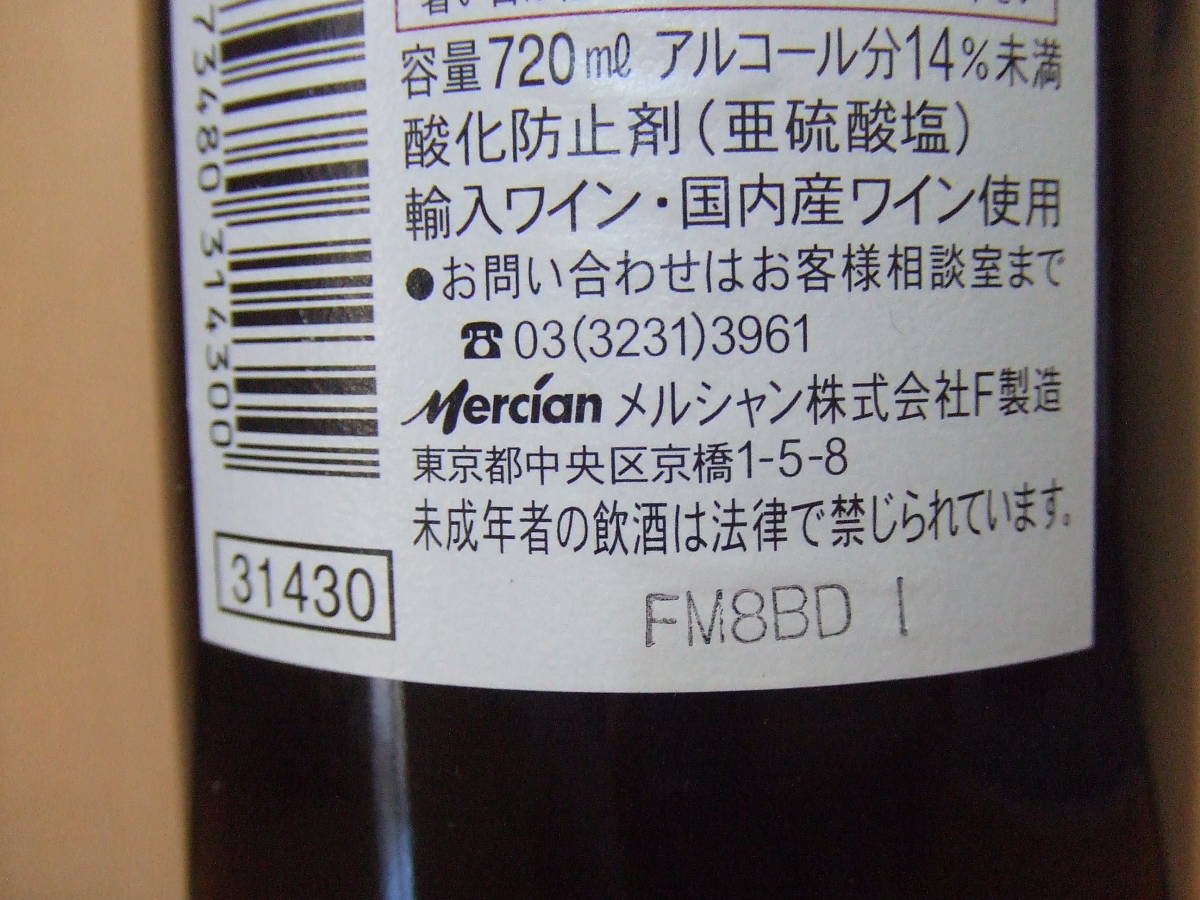 容量720mℓ アルコール分14%未満
酸化防止剤(亜硫酸塩)
輸入ワイン・国内産ワイン使用
●お問い合わせはお客様相談室まで
☎03(3231)3961
Mercian メルシャン株式会社F製造
東京都中央区京橋1-5-8
未成年者の飲酒は法律で禁じられています。
FM8BD 1
73480 31430 0
31430